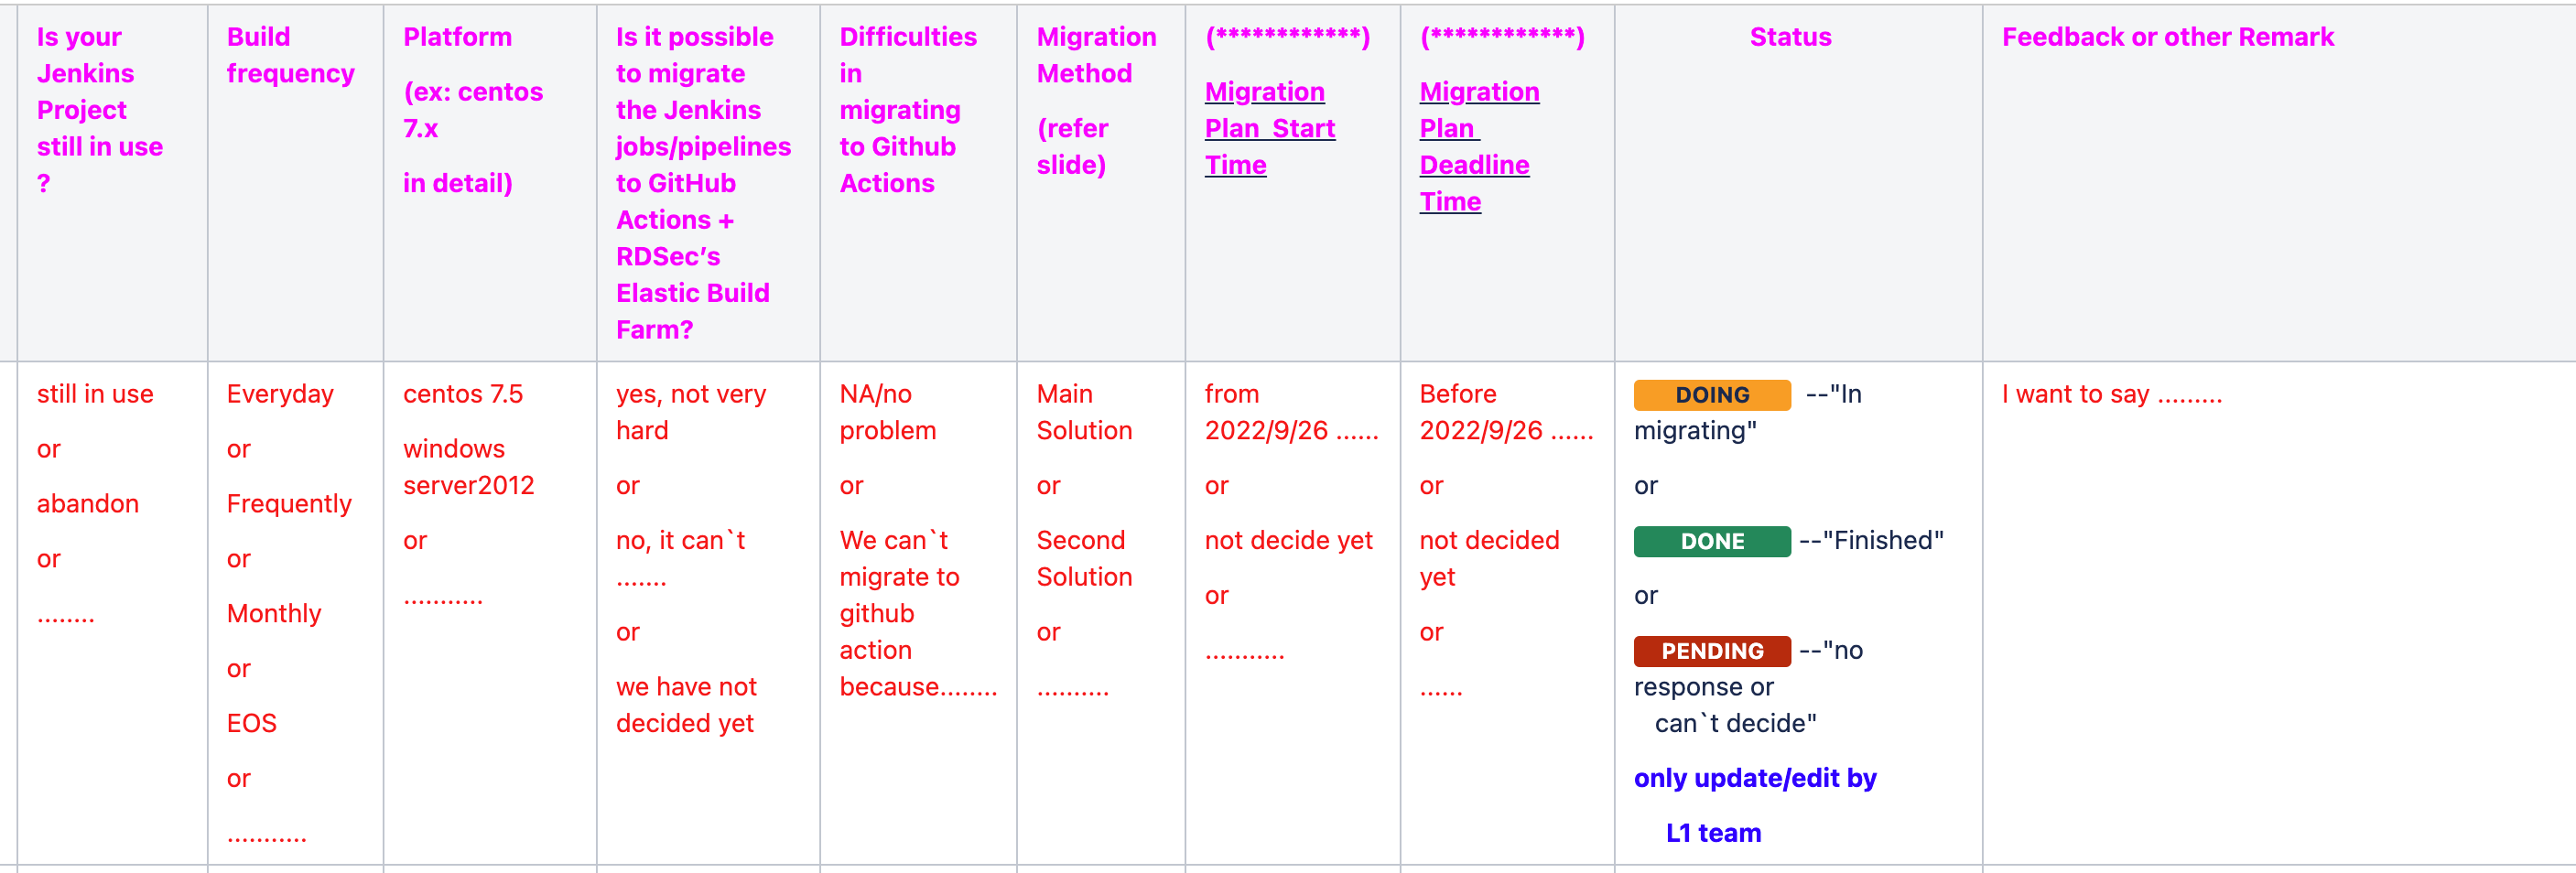 Is your
Jenkins
Project
still in use
?
Build
frequency
Platform
(ex: centos
7.x
in detail)
Is it possible
to migrate
the Jenkins
jobs/pipelines
to GitHub
Actions +
RDSec’s
Elastic Build
Farm?
Difficulties
in
migrating
to Github
Actions
Migration
Method
(refer
slide)
(************)
Migration
Plan  Start
Time
(************)
Migration
Plan
Deadline
Time
Status
Feedback or other Remark
still in use
or
abandon
or
........
Everyday
or
Frequently
or
Monthly
or
EOS
or
...........
centos 7.5
windows
server2012
or
...........
yes, not very
hard
or
no, it can`t
.......
or
we have not
decided yet
NA/no
problem
or
We can`t
migrate to
github
action
because........
Main
Solution
or
Second
Solution
or
..........
from
2022/9/26 ......
or
not decide yet
or
...........
Before
2022/9/26 ......
or
not decided
yet
or
......
DOING --"In
migrating"
or
DONE --"Finished"
or
PENDING --"no
response or
can`t decide"
only update/edit by
L1 team
I want to say .........